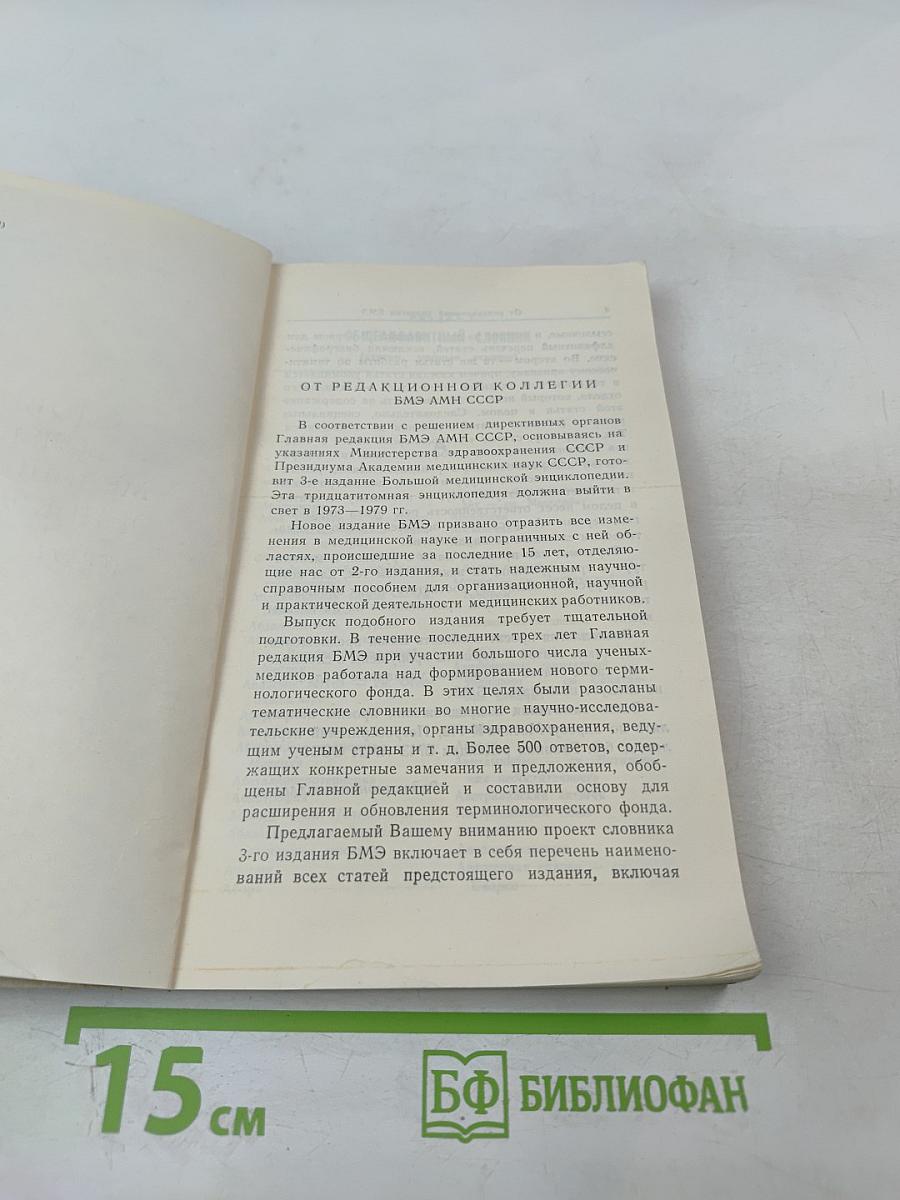 ОТ РЕДАКЦИОННОЙ КОЛЛЕГИИ
БМЭ АМН СССР
В соответствии с решением директивных органов
Главная редакция БМЭ АМН СССР, основываясь на
указаниях Министерства здравоохранения СССР и
Президиума Академии медицинских наук СССР, гото-
вит 3-е издание Большой медицинской энциклопедии.
Эта тридцатитомная энциклопедия должна выйти в
свет в 1973—1979 гг.
Новое издание БМЭ призвано отразить все изме-
нения в медицинской науке и пограничных с ней об-
ластях, происшедшие за последние 15 лет, отделяю-
щие нас от 2-го издания, и стать надежным научно-
справочным пособием для организационной, научной
и практической деятельности медицинских работников.
Выпуск подобного издания требует тщательной
подготовки. В течение последних трех лет Главная
редакция БМЭ при участии большого числа ученых-
медиков работала над формированием нового терми-
нологического фонда. В этих целях были разосланы
тематические словники во многие научно-исследова-
тельские учреждения, органы здравоохранения, веду-
щим ученым страны и т. д. Более 500 ответов, содер-
жащих конкретные замечания и предложения, обоб-
щены Главной редакцией и составили основу для
расширения и обновления терминологического фонда.
Предлагаемый Вашему вниманию проект словника
3-го издания БМЭ включает в себя перечень наимено-
ваний всех статей предстоящего издания, включая
15 см
БФ БИБЛИОФАН